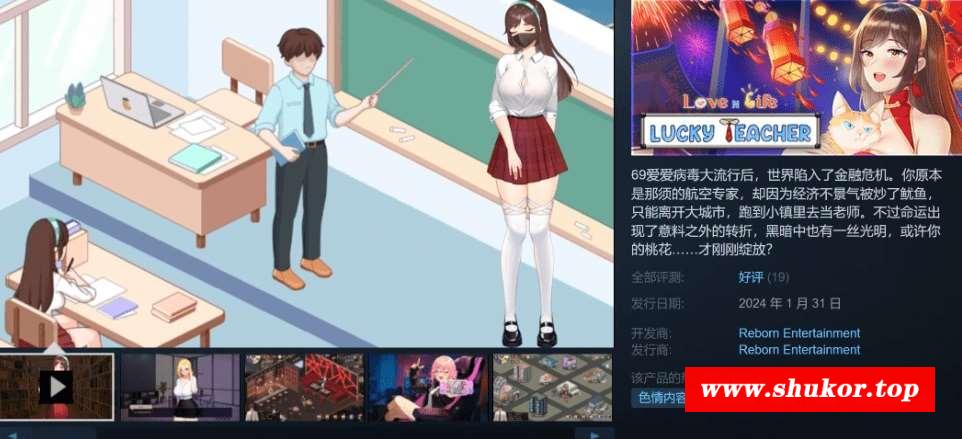 Love n Life
LUCKY TEACHER
69爱爱病毒大流行后，世界陷入了金融危机。你原本
是那须的航空专家，却因为经济不景气被炒了鱿鱼，
只能离开大城市，跑到小镇里去当老师。不过命运出
现了意料之外的转折，黑暗中也有一丝光明，或许你
的桃花……才刚刚绽放？
全部评测: 好评 (19)
发行日期: 2024 年 1 月 31 日
开发商: Reborn Entertainment
发行商: Reborn Entertainment
该产品的
www.shukor.top
色情内容